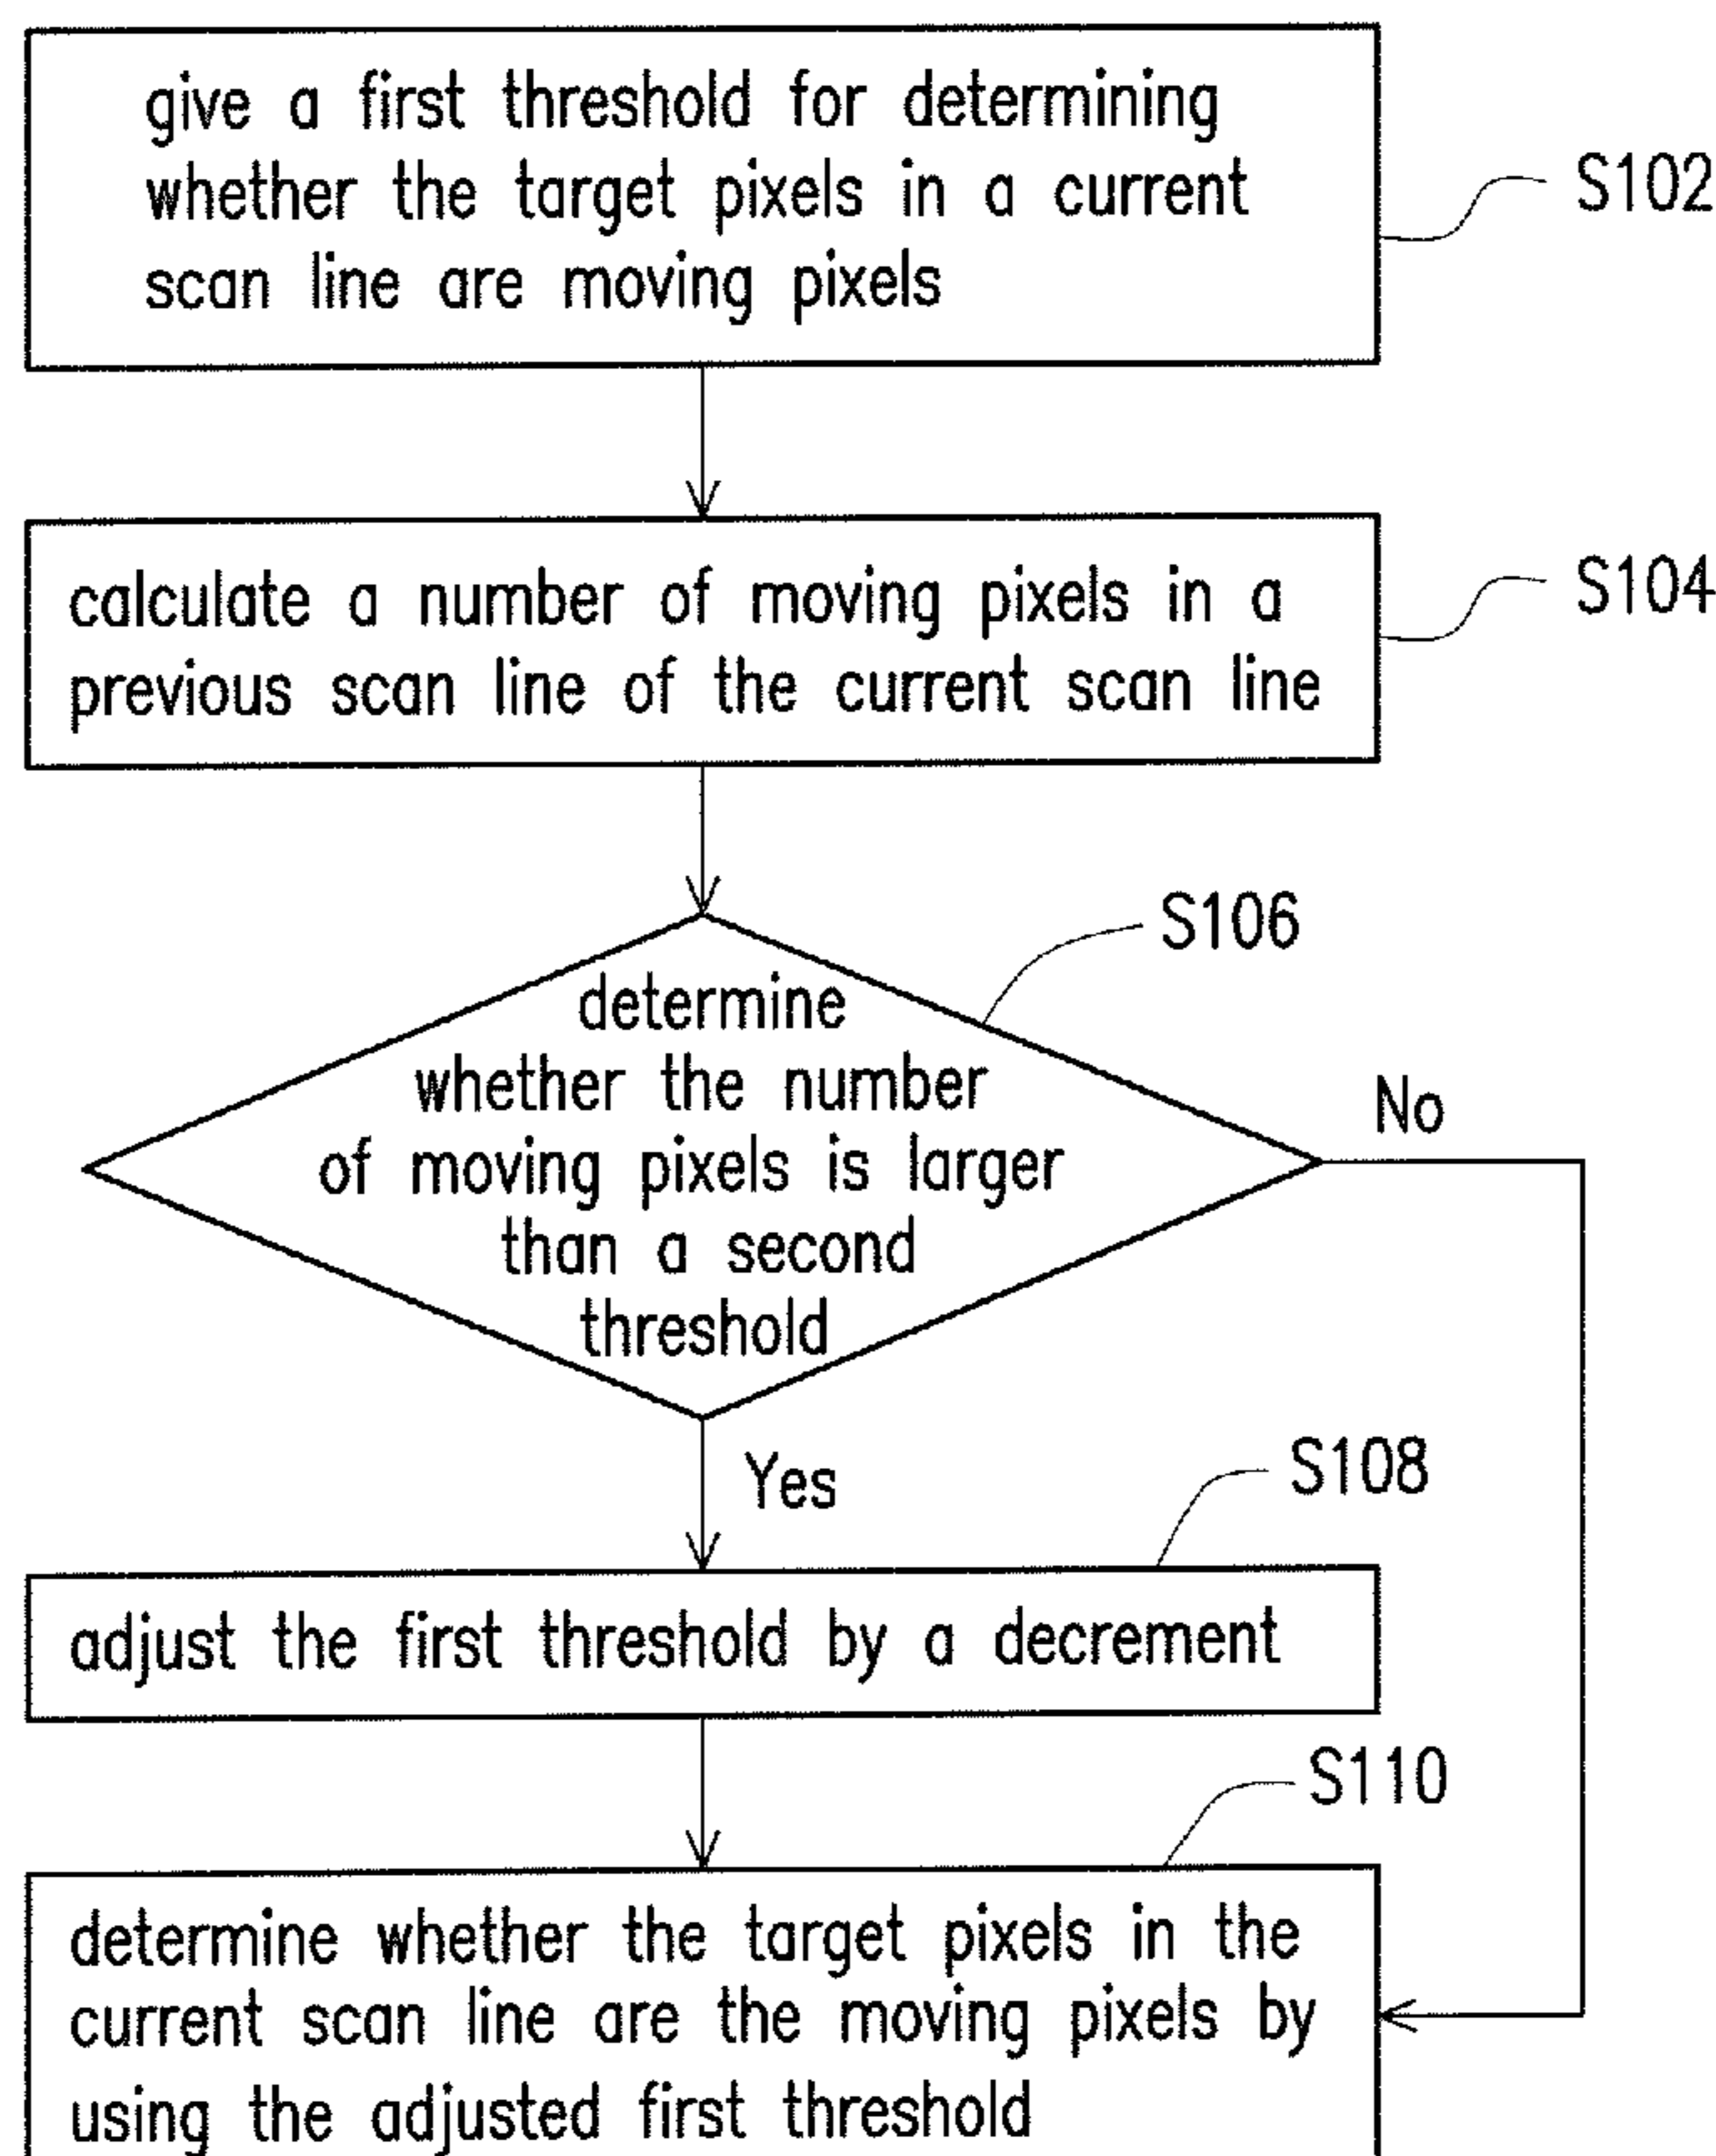 give a first threshold for determining
whether the target pixels in a current
scan line are moving pixels
S102
calculate a number of moving pixels in a
previous scan line of the current scan line
S104
S106
determine
whether the number
of moving pixels is larger
than a second
threshold
No
Yes
S108
adjust the first threshold by a decrement
S110
determine whether the target pixels in the
current scan line are the moving pixels by
using the adjusted first threshold